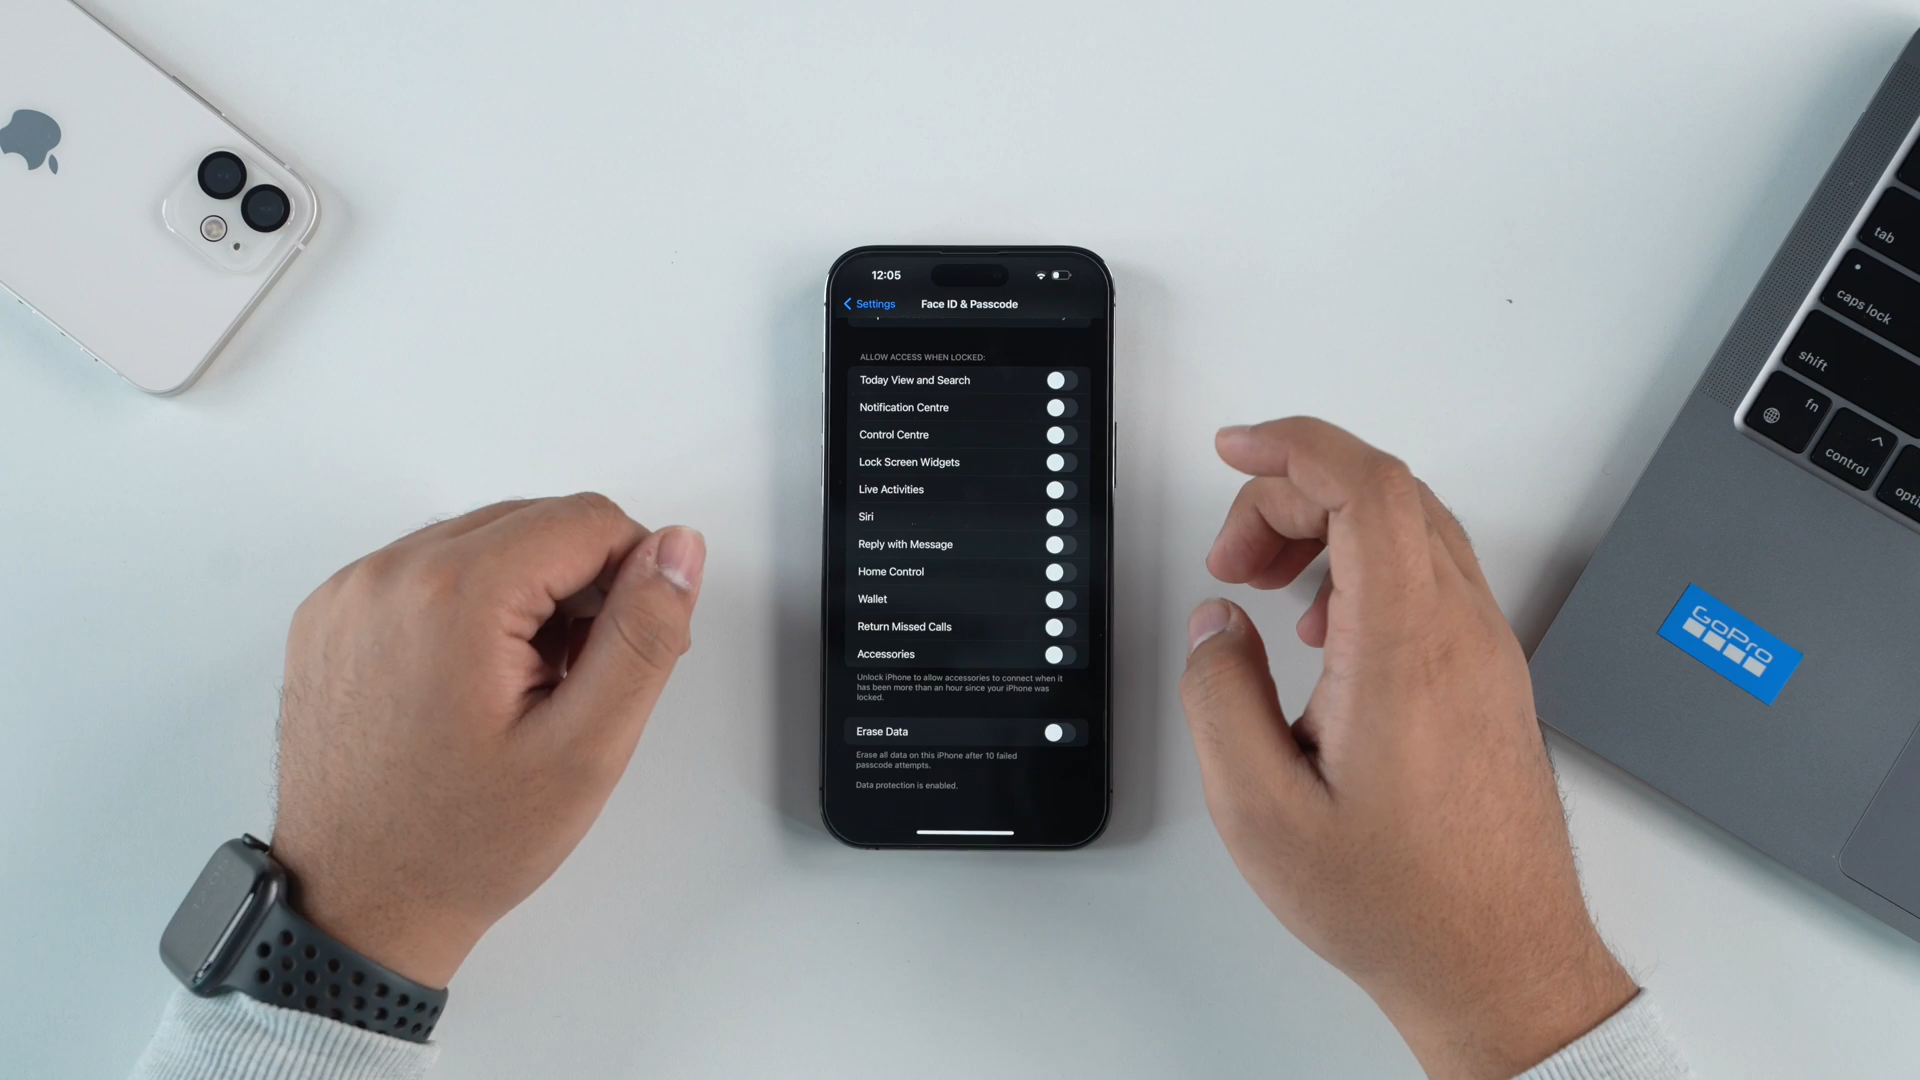 12:05
Settings
Face ID & Passcode
ALLOW ACCESS WHEN LOCKED:
Today View and Search
Notification Centre
Control Centre
Lock Screen Widgets
Live Activities
Siri
Reply with Message
Home Control
Wallet
Return Missed Calls
Accessories
Unlock iPhone to allow accessories to connect when it
has been more than an hour since your iPhone was
locked.
Erase Data
Erase all data on this iPhone after 10 failed
passcode attempts.
Data protection is enabled.
tab
caps lock
shift
fn
control
GoPro